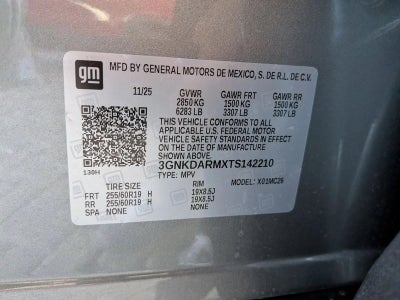 gm
MFD BY GENERAL MOTORS DE MEXICO, S. DE R.L. DE C.V.
11/25 GVWR GAWR FRT GAWR RR
2850 KG 1500 KG 1500 KG
6283 LB 3307 LB 3307 LB
THIS VEHICLE CONFORMS TO ALL
APPLICABLE U.S. FEDERAL MOTOR
VEHICLE SAFETY STANDARDS IN EFFECT
ON THE DATE OF MANUFACTURE
SHOWN ABOVE.
3GNKDARMXTS142210
130H TYPE: MPV
TIRE SIZE RIM MODEL: X01MC26
FRT 255/60R19 H 19X8.5J
RR 255/60R19 H 19X8.5J
SPA NONE NONE